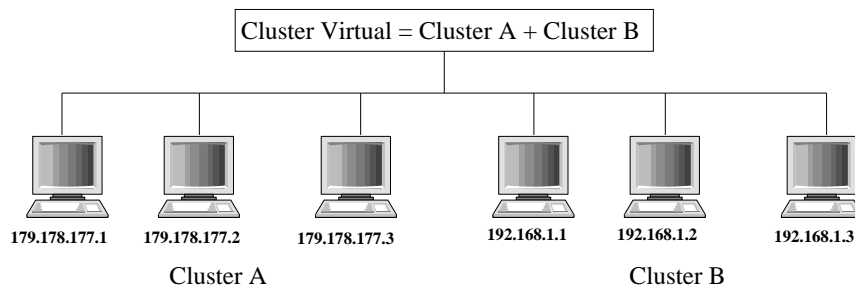 Cluster Virtual = Cluster A + Cluster B
179.178.177.1 179.178.177.2 179.178.177.3 192.168.1.1 192.168.1.2 192.168.1.3
Cluster A Cluster B